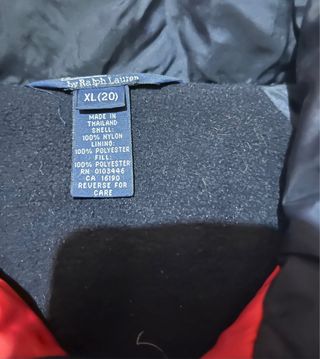 by Ralph Lauren
XL(20)
MADE IN
THAILAND
SHELL:
100% NYLON
LINING:
100% POLYESTER
FILL:
100% POLYESTER
RN 0103446
CA 16190
REVERSE FOR
CARE